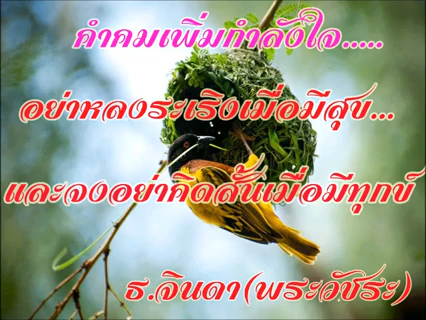 คำคมเพิ่มกำลังใจ.....
อย่าหลงระเริงเมื่อมีสุข...
และจงอย่าคิดสั้นเมื่อมีทุกข์
ธ.จินดา(พระวัชระ)